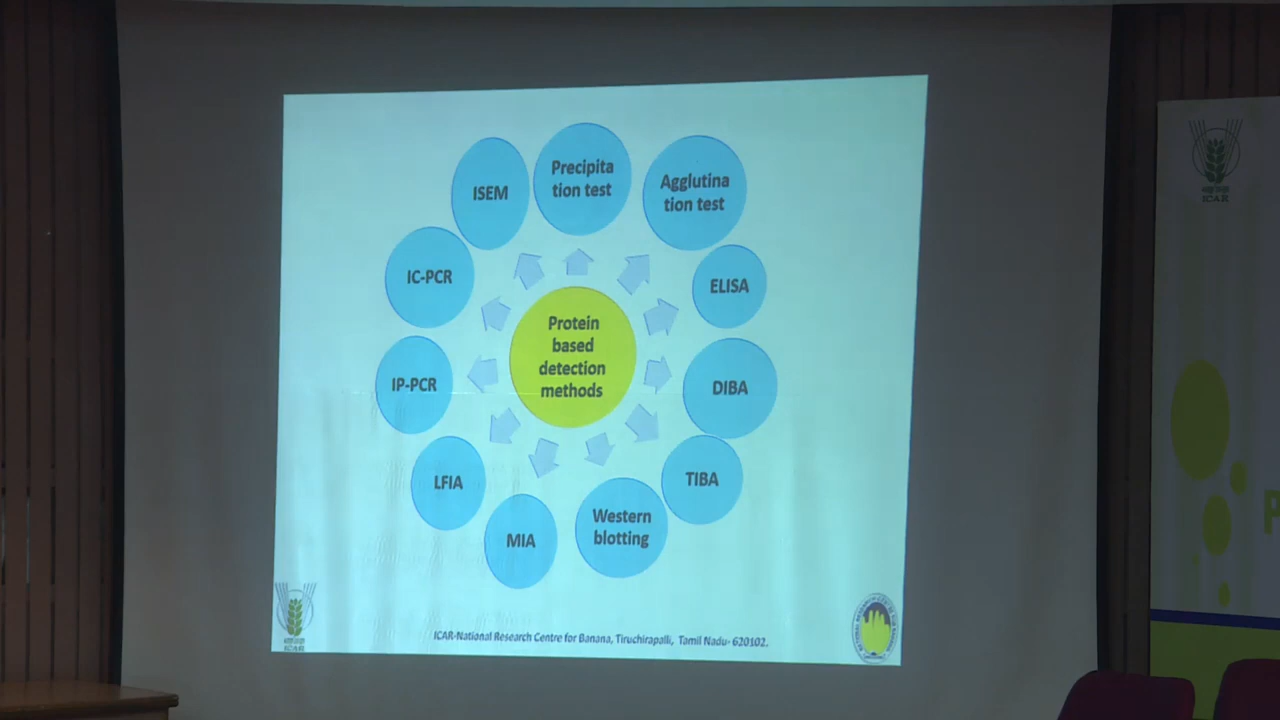 Precipita
tion test
Agglutina
tion test
ELISA
DIBA
TIBA
Western
blotting
MIA
LFIA
IP-PCR
IC-PCR
ISEM
Protein
based
detection
methods
ICAR-National Research Centre for Banana, Tiruchirapalli, Tamil Nadu- 620102.
ICAR
ICAR